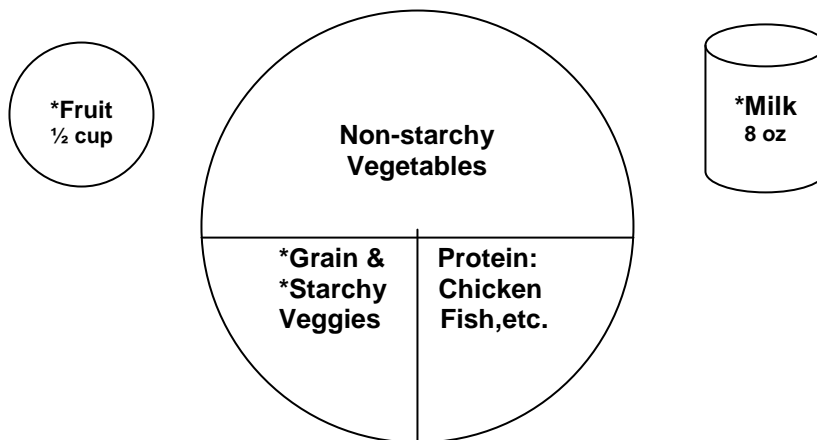 *Fruit
½ cup
Non-starchy
Vegetables
*Milk
8 oz
*Grain &
*Starchy
Veggies
Protein:
Chicken
Fish,etc.